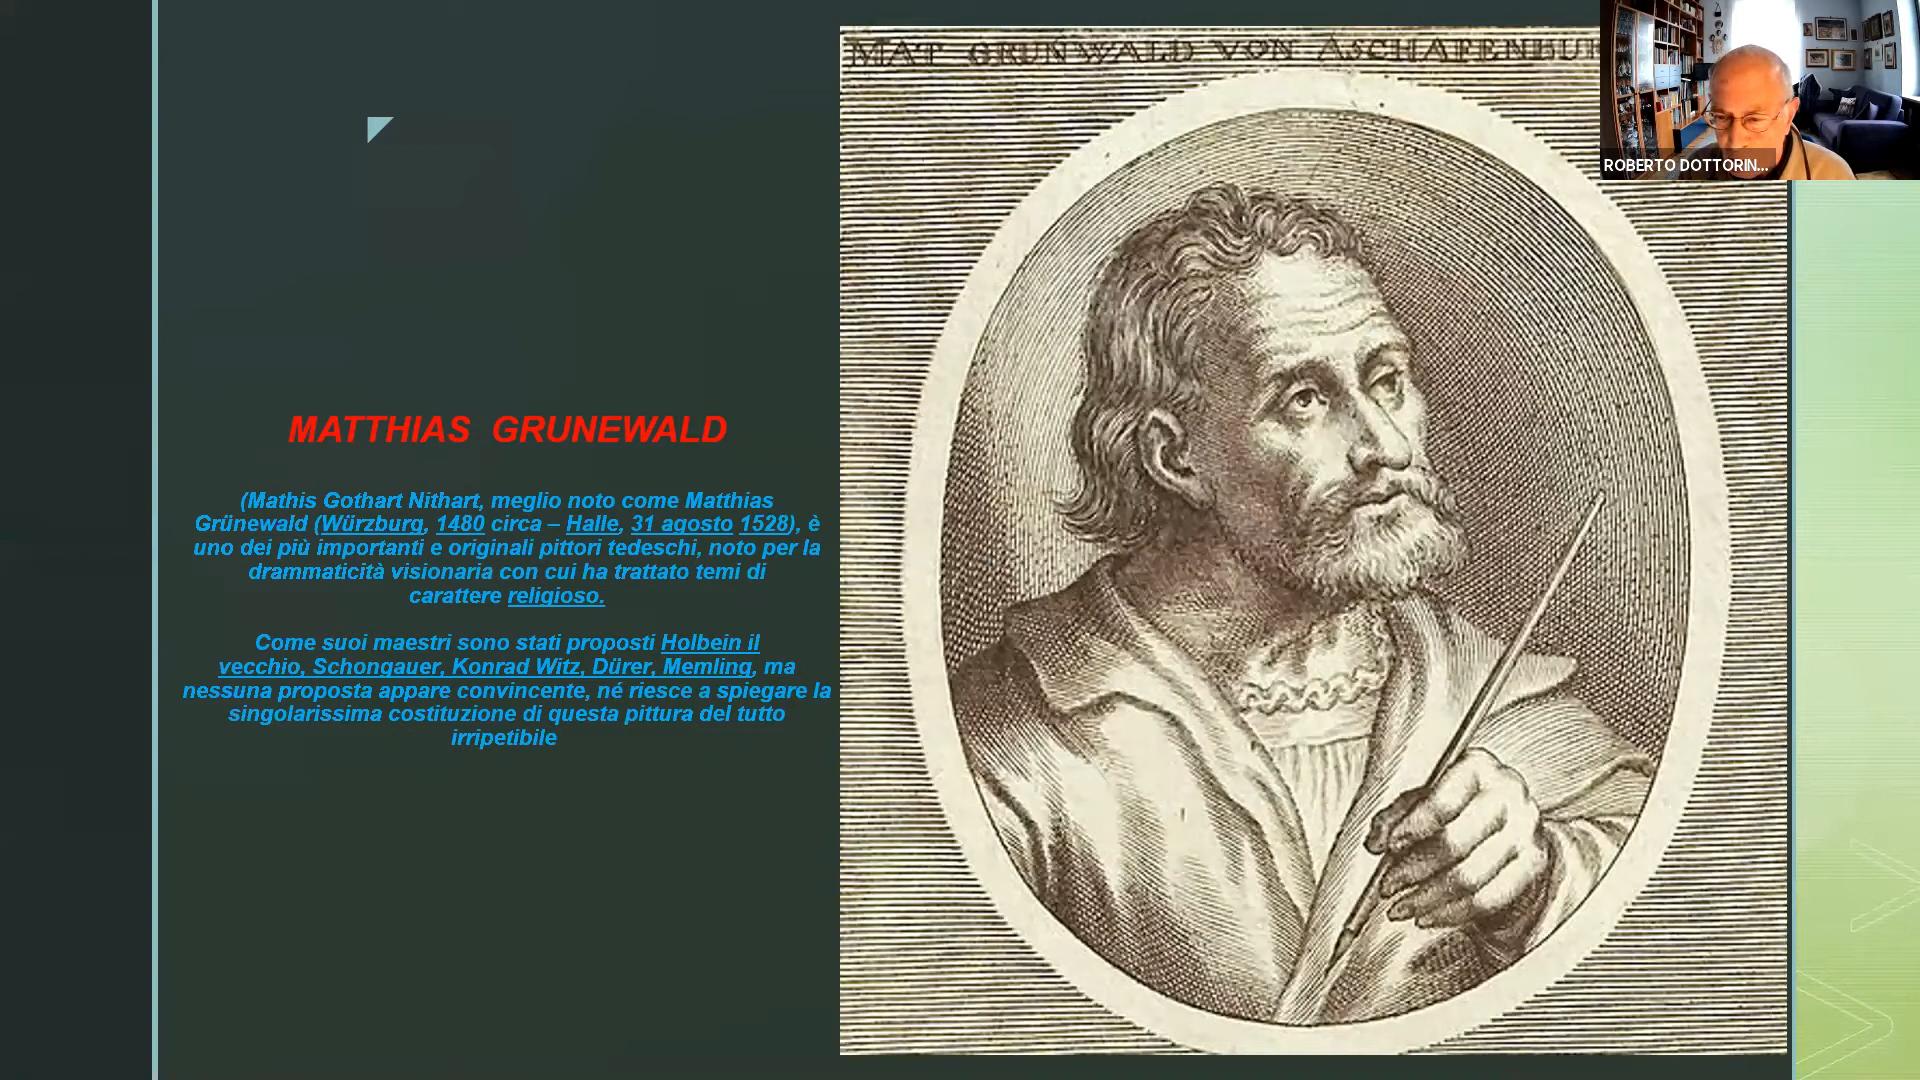 MAT GRUNWALD VON ASCHAFENBUR
ROBERTO DOTTORIN...
MATTHIAS GRUNEWALD
(Mathis Gothart Nithart, meglio noto come Matthias
Grünewald (Würzburg, 1480 circa – Halle, 31 agosto 1528), è
uno dei più importanti e originali pittori tedeschi, noto per la
drammaticità visionaria con cui ha trattato temi di
carattere religioso.
Come suoi maestri sono stati proposti Holbein il
vecchio, Schongauer, Konrad Witz, Dürer, Memling, ma
nessuna proposta appare convincente, né riesce a spiegare la
singolarissima costituzione di questa pittura del tutto
irripetibile